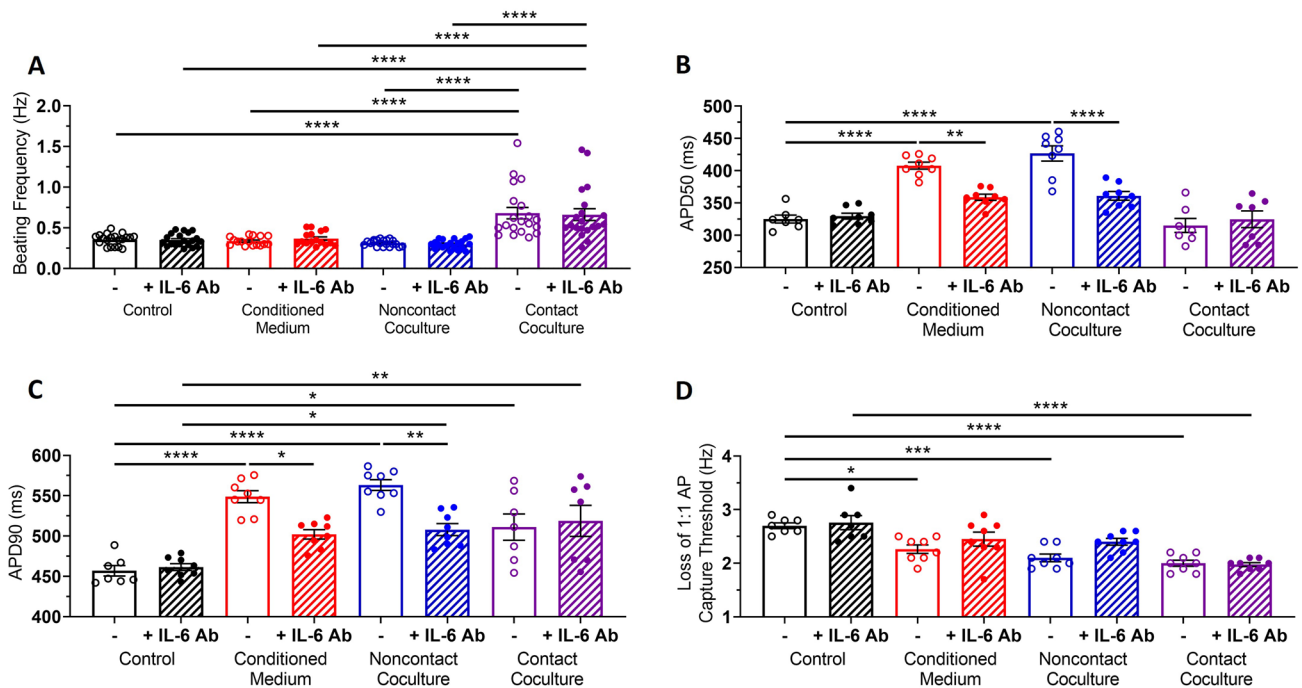 A
****
****
****
****
****
****
Beating Frequency (Hz)
2.0
1.5
1.0
0.5
0.0
- + IL-6 Ab - + IL-6 Ab - + IL-6 Ab - + IL-6 Ab
Control Conditioned Noncontact Contact
Medium Coculture Coculture
B
**** ****
**** **
APD50 (ms)
500
450
400
350
300
250
- + IL-6 Ab - + IL-6 Ab - + IL-6 Ab - + IL-6 Ab
Control Conditioned Noncontact Contact
Medium Coculture Coculture
C
**
*
*
**** **
**** *
APD90 (ms)
600
550
500
450
400
- + IL-6 Ab - + IL-6 Ab - + IL-6 Ab - + IL-6 Ab
Control Conditioned Noncontact Contact
Medium Coculture Coculture
D
****
****
***
*
Loss of 1:1 AP
Capture Threshold (Hz)
4
3
2
1
- + IL-6 Ab - + IL-6 Ab - + IL-6 Ab - + IL-6 Ab
Control Conditioned Noncontact Contact
Medium Coculture Coculture